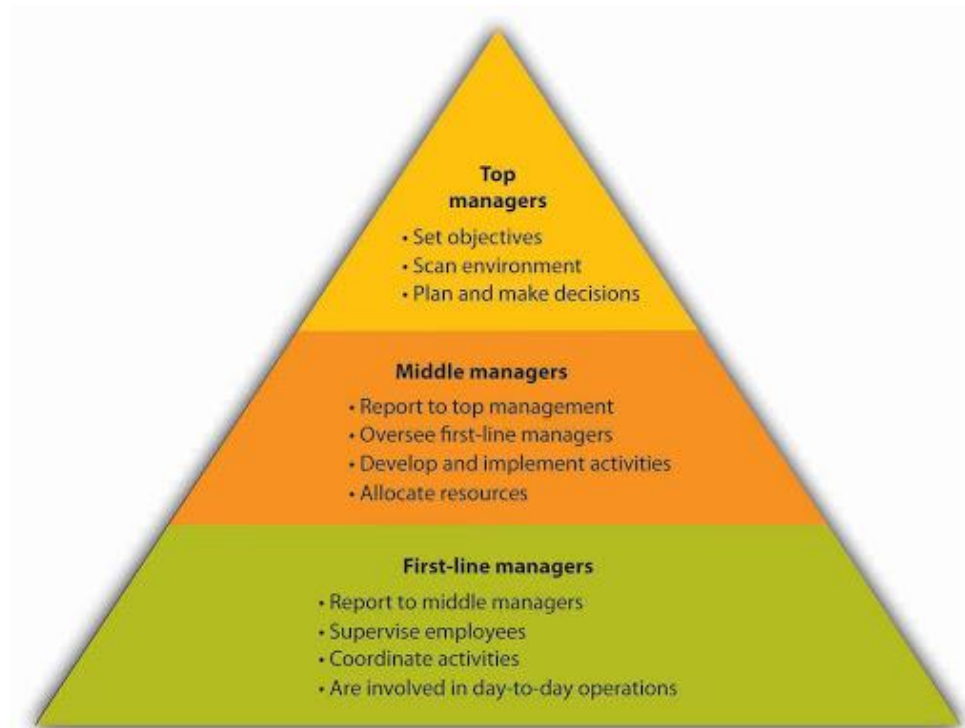 Top
managers
• Set objectives
• Scan environment
• Plan and make decisions
Middle managers
• Report to top management
• Oversee first-line managers
• Develop and implement activities
• Allocate resources
First-line managers
• Report to middle managers
• Supervise employees
• Coordinate activities
• Are involved in day-to-day operations